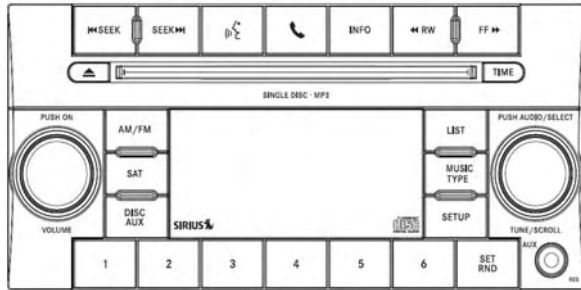 SEEK
SEEK
INFO
RW
FF
TIME
SINGLE DISC · MP3
PUSH ON
AM/FM
LIST
PUSH AUDIO/SELECT
SAT
MUSIC
TYPE
DISC
AUX
SETUP
SIRIUS
VOLUME
TUNE/SCROLL
1
2
3
4
5
6
SET
RND
AUX